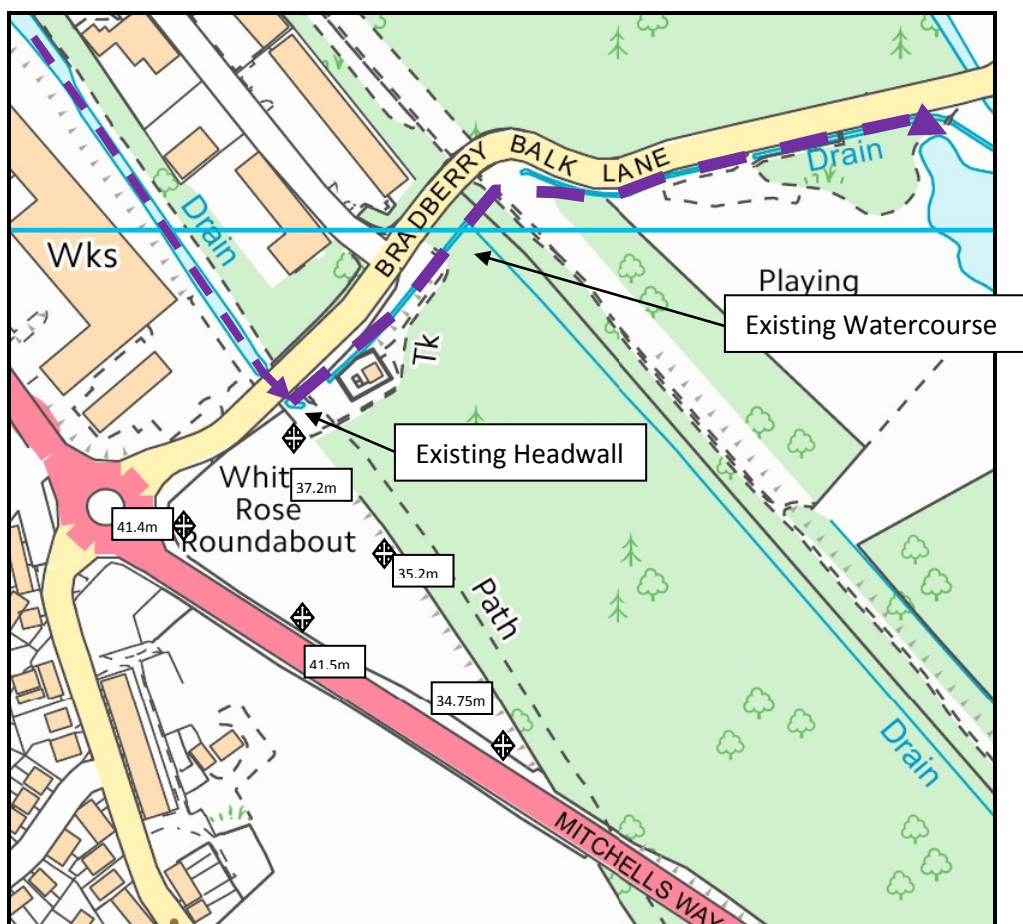 BRADBERRY BALK LANE
Drain
Drain
Wks
Playing
Existing Watercourse
Tk
Existing Headwall
Whit
Rose
Roundabout
37.2m
41.4m
35.2m
Path
41.5m
34.75m
Drain
MITCHELLS WAY